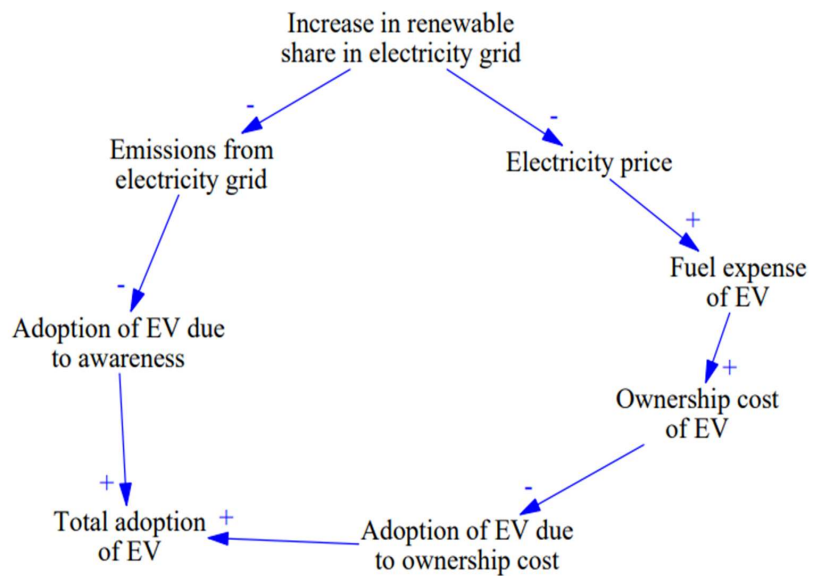 Increase in renewable
share in electricity grid
-
-
Emissions from
electricity grid
Electricity price
+
Fuel expense
of EV
-
Adoption of EV due
to awareness
+
Ownership cost
of EV
-
+
Total adoption
of EV
+
Adoption of EV due
to ownership cost